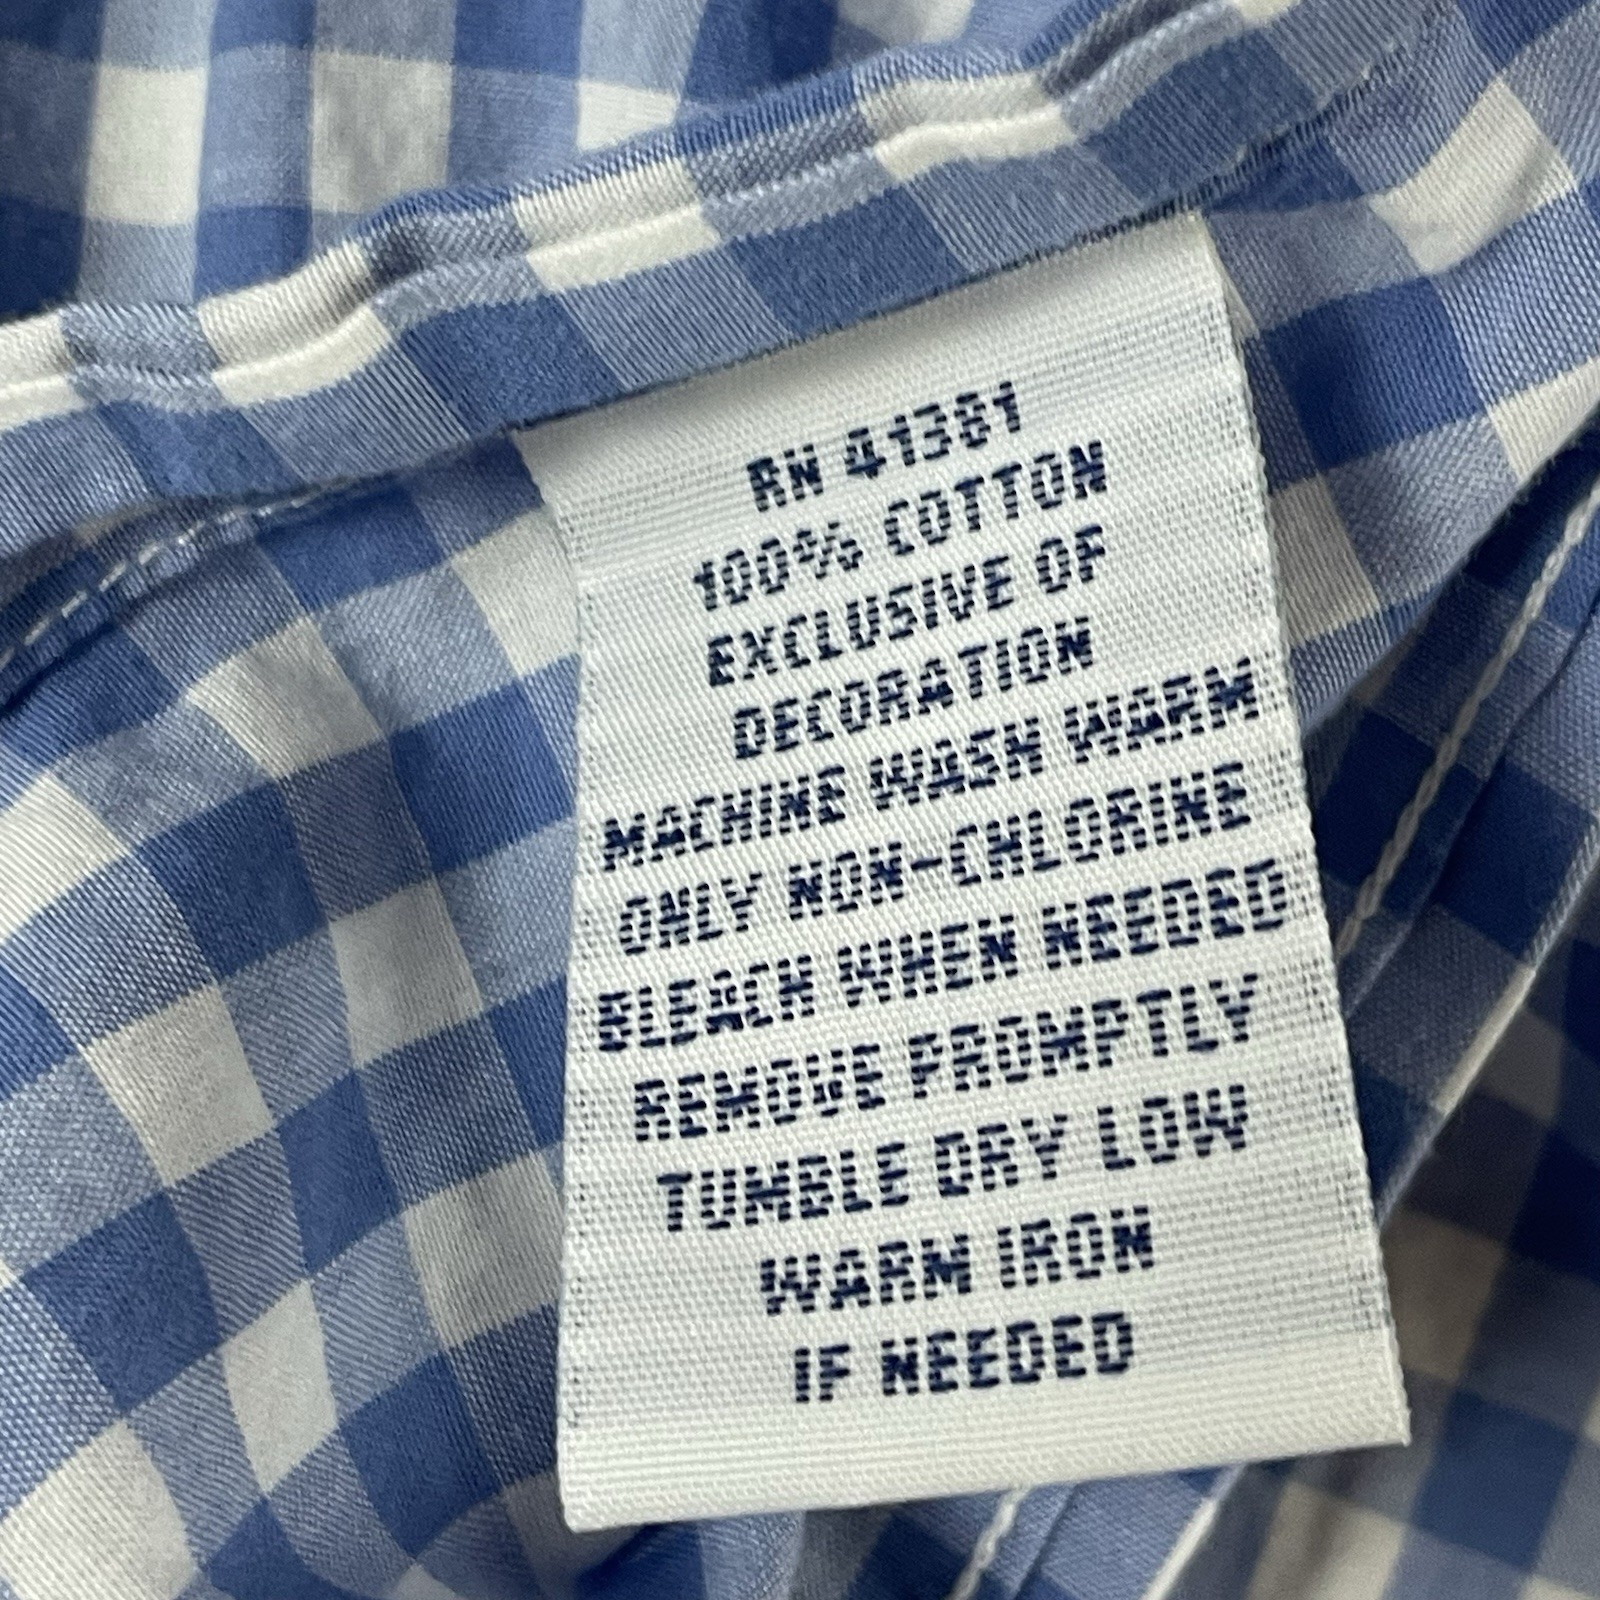 RN 41381
100% COTTON
EXCLUSIVE OF
DECORATION
MACHINE WASH WARM
ONLY NON-CHLORINE
BLEACH WHEN NEEDED
REMOVE PROMPTLY
TUMBLE DRY LOW
WARM IRON
IF NEEDED